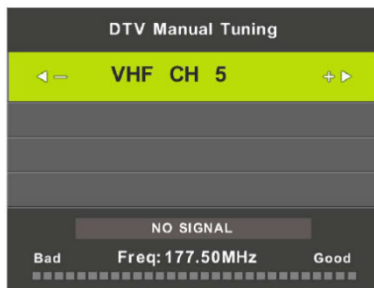 DTV Manual Tuning
◁ − VHF CH 5 + ▷
NO SIGNAL
Bad Freq: 177.50MHz Good